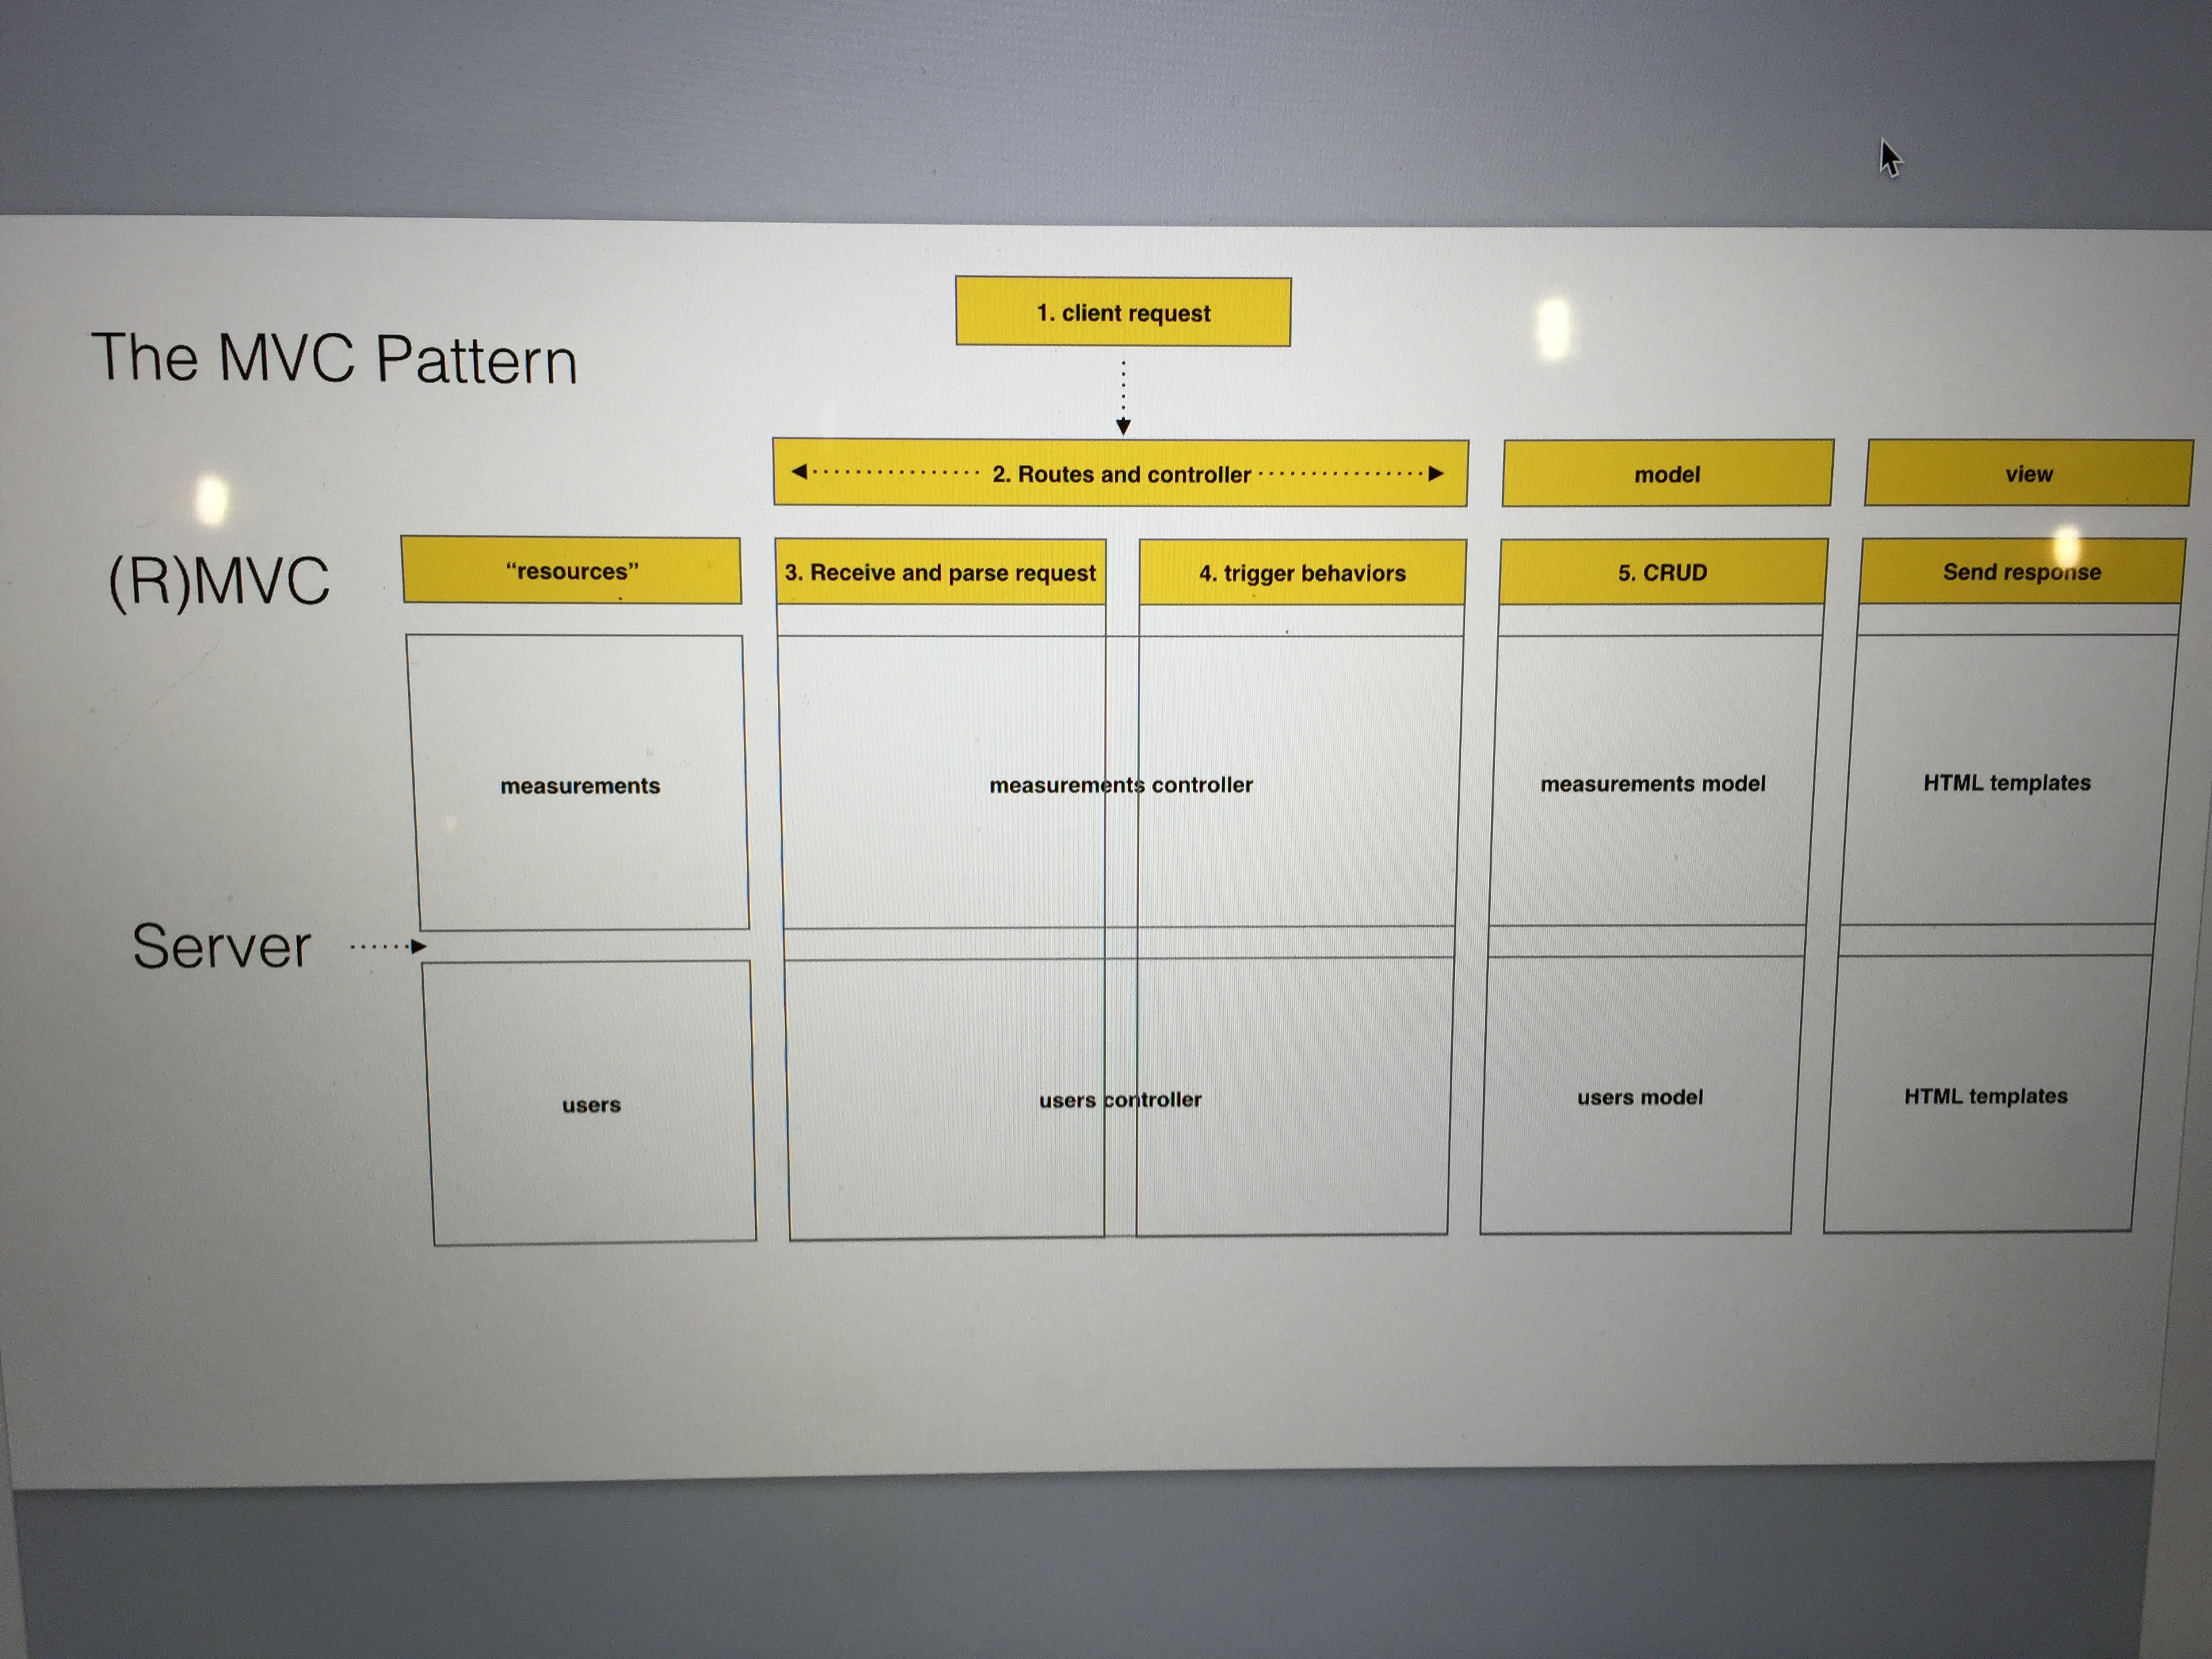 1. client request
The MVC Pattern
2. Routes and controller
model
view
(R)MVC
“resources”
3. Receive and parse request
4. trigger behaviors
5. CRUD
Send response
measurements
measurements controller
measurements model
HTML templates
Server
users
users controller
users model
HTML templates